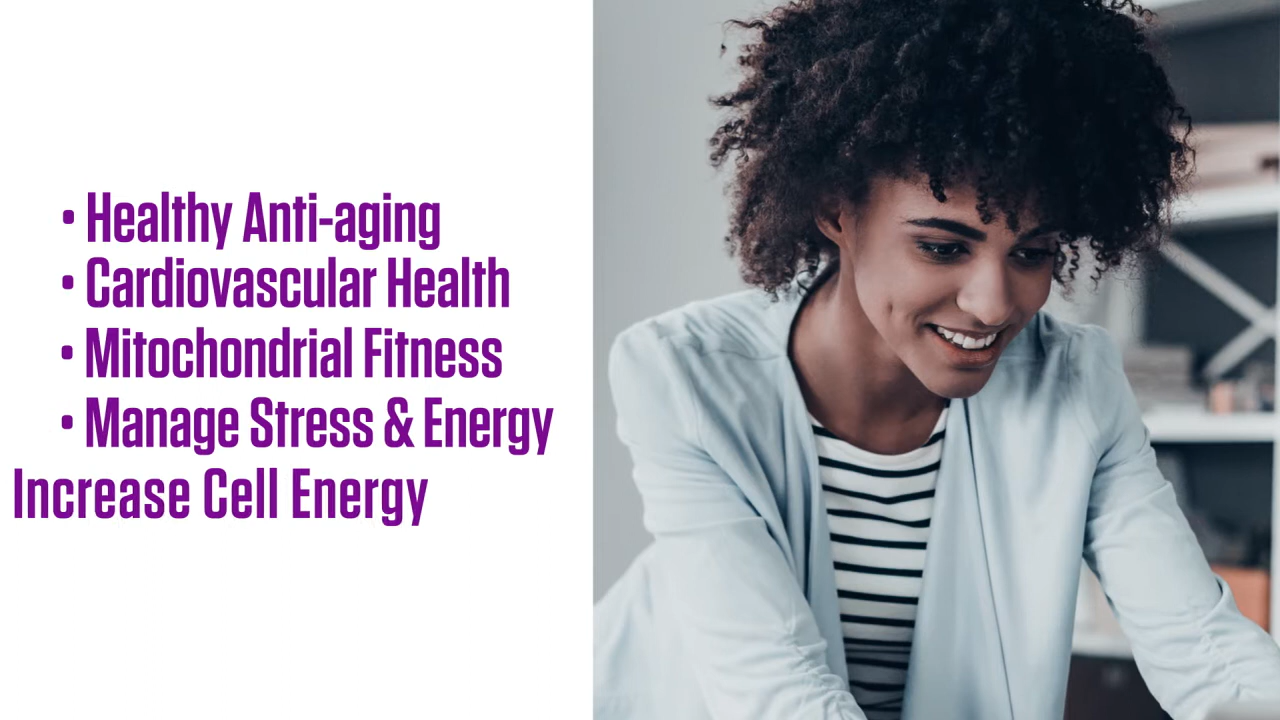 • Healthy Anti-aging
• Cardiovascular Health
• Mitochondrial Fitness
• Manage Stress & Energy
Increase Cell Energy